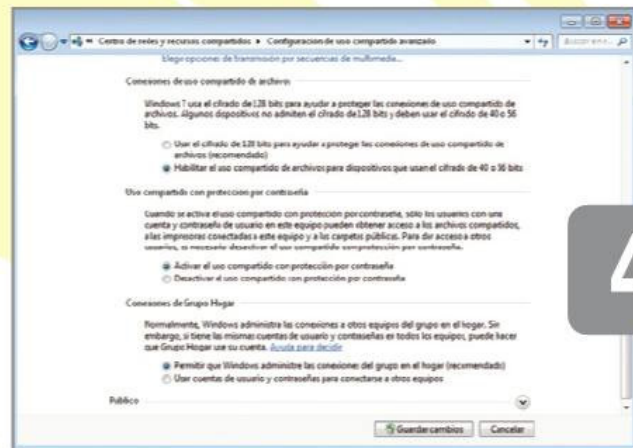 Centro de redes y recursos compartidos ▸ Configuración de uso compartido avanzado
Elegir opciones de transmisión por secuencias de multimedia...
Conexiones de uso compartido de archivos
Windows 7 usa el cifrado de 128 bits para ayudar a proteger las conexiones de uso compartido de
archivos. Algunos dispositivos no admiten el cifrado de 128 bits y deben usar el cifrado de 40 o 56
bits.
Usar el cifrado de 128 bits para ayudar a proteger las conexiones de uso compartido de
archivos (recomendado)
Habilitar el uso compartido de archivos para dispositivos que usan el cifrado de 40 o 56 bits
Uso compartido con protección por contraseña
Cuando se activa el uso compartido con protección por contraseña, sólo los usuarios con una
cuenta y contraseña de usuario en este equipo pueden obtener acceso a los archivos compartidos,
a las impresoras conectadas a este equipo y a las carpetas públicas. Para dar acceso a otros
usuarios, es necesario desactivar el uso compartido con protección por contraseña.
Activar el uso compartido con protección por contraseña
Desactivar el uso compartido con protección por contraseña
Conexiones de Grupo Hogar
Normalmente, Windows administra las conexiones a otros equipos del grupo en el hogar. Sin
embargo, si tiene las mismas cuentas de usuario y contraseñas en todos los equipos, puede hacer
que Grupo Hogar use su cuenta. Ayuda para decidir
Permitir que Windows administre las conexiones del grupo en el hogar (recomendado)
Usar cuentas de usuario y contraseñas para conectarse a otros equipos
Público
Guardar cambios Cancelar
4